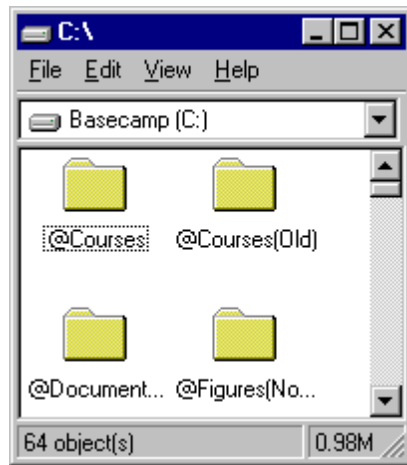 C:\
File Edit View Help
Basecamp (C:)
@Courses @Courses(Old)
@Document... @Figures(No...
64 object(s) 0.98M